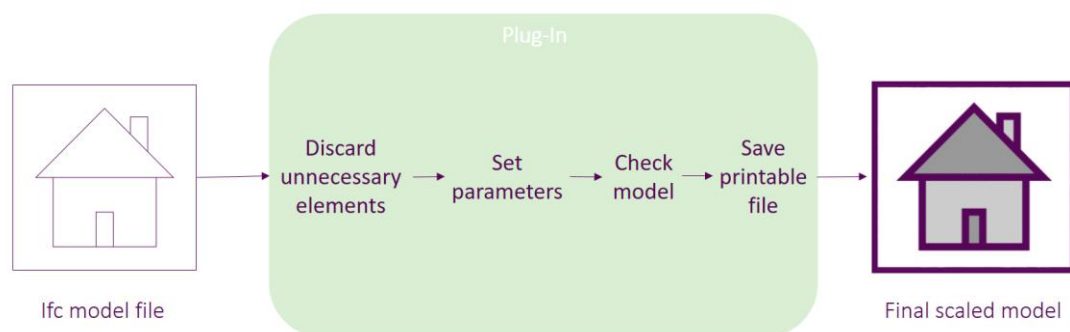 Plug-In
Discard
unnecessary
elements
Set
parameters
Check
model
Save
printable
file
Ifc model file
Final scaled model